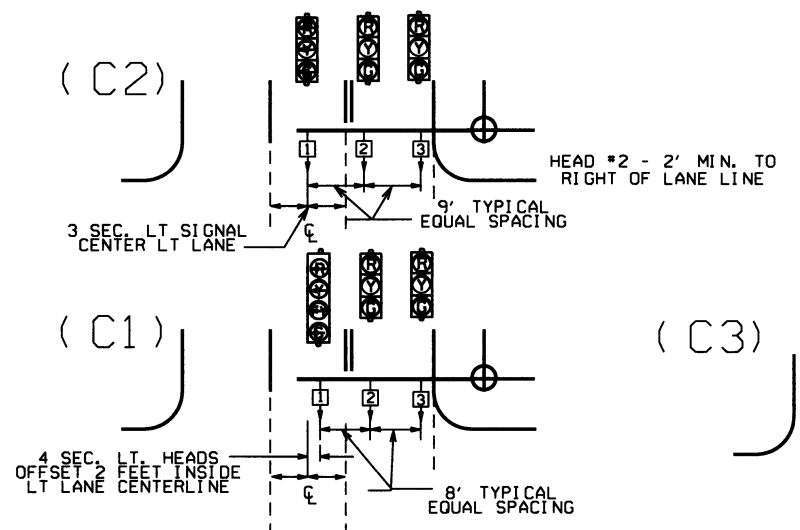 (C2)
R
Y
G
R
Y
G
1
2
3
HEAD #2 - 2' MIN. TO
RIGHT OF LANE LINE
9' TYPICAL
EQUAL SPACING
3 SEC. LT SIGNAL
CENTER LT LANE
CL
(C1)
R
Y
G
R
Y
G
(C3)
1
2
3
4 SEC. LT. HEADS
OFFSET 2 FEET INSIDE
LT LANE CENTERLINE
CL
8' TYPICAL
EQUAL SPACING